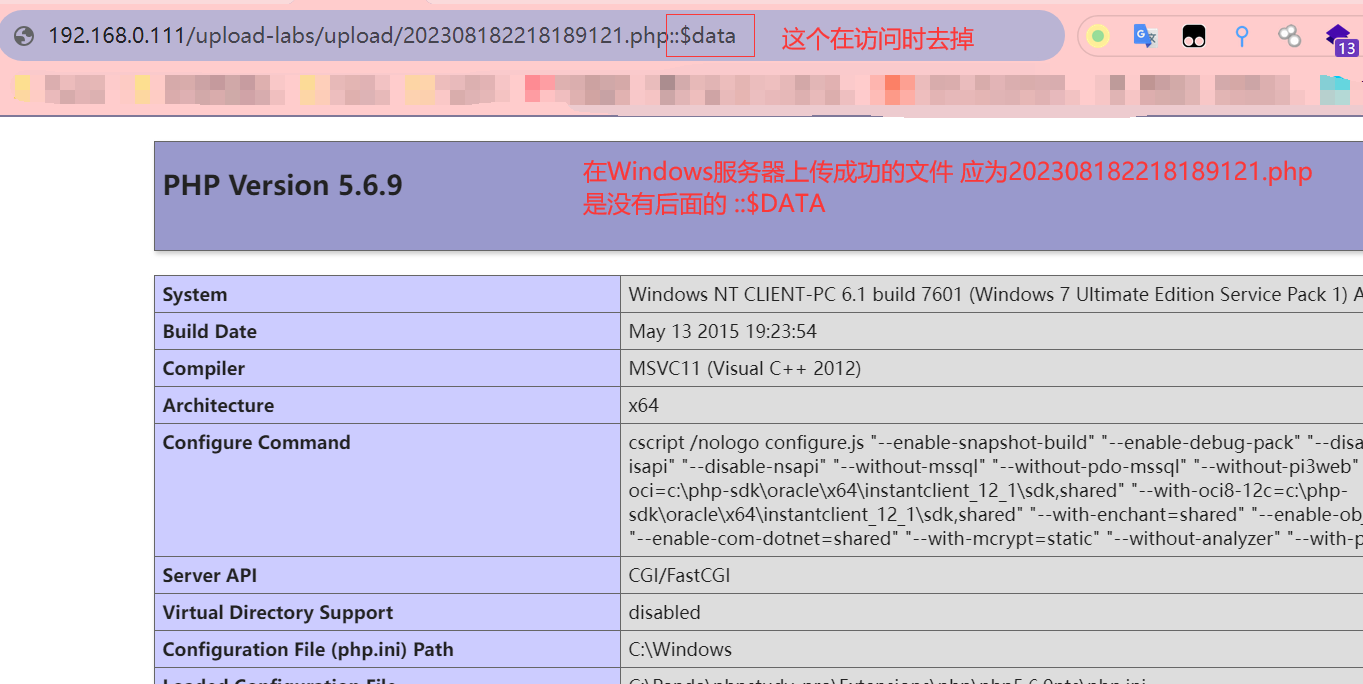 192.168.0.111/upload-labs/upload/202308182218189121.php::$data 这个在访问时去掉
13
PHP Version 5.6.9
在Windows服务器上传成功的文件 应为202308182218189121.php
是没有后面的 ::$DATA
System Windows NT CLIENT-PC 6.1 build 7601 (Windows 7 Ultimate Edition Service Pack 1) A
Build Date May 13 2015 19:23:54
Compiler MSVC11 (Visual C++ 2012)
Architecture x64
Configure Command cscript /nologo configure.js "--enable-snapshot-build" "--enable-debug-pack" "--disa
isapi" "--disable-nsapi" "--without-mssql" "--without-pdo-mssql" "--without-pi3web"
oci=c:\php-sdk\oracle\x64\instantclient_12_1\sdk,shared" "--with-oci8-12c=c:\php-
sdk\oracle\x64\instantclient_12_1\sdk,shared" "--with-enchant=shared" "--enable-ob
"--enable-com-dotnet=shared" "--with-mcrypt=static" "--without-analyzer" "--with-p
Server API CGI/FastCGI
Virtual Directory Support disabled
Configuration File (php.ini) Path C:\Windows
Loaded Configuration File